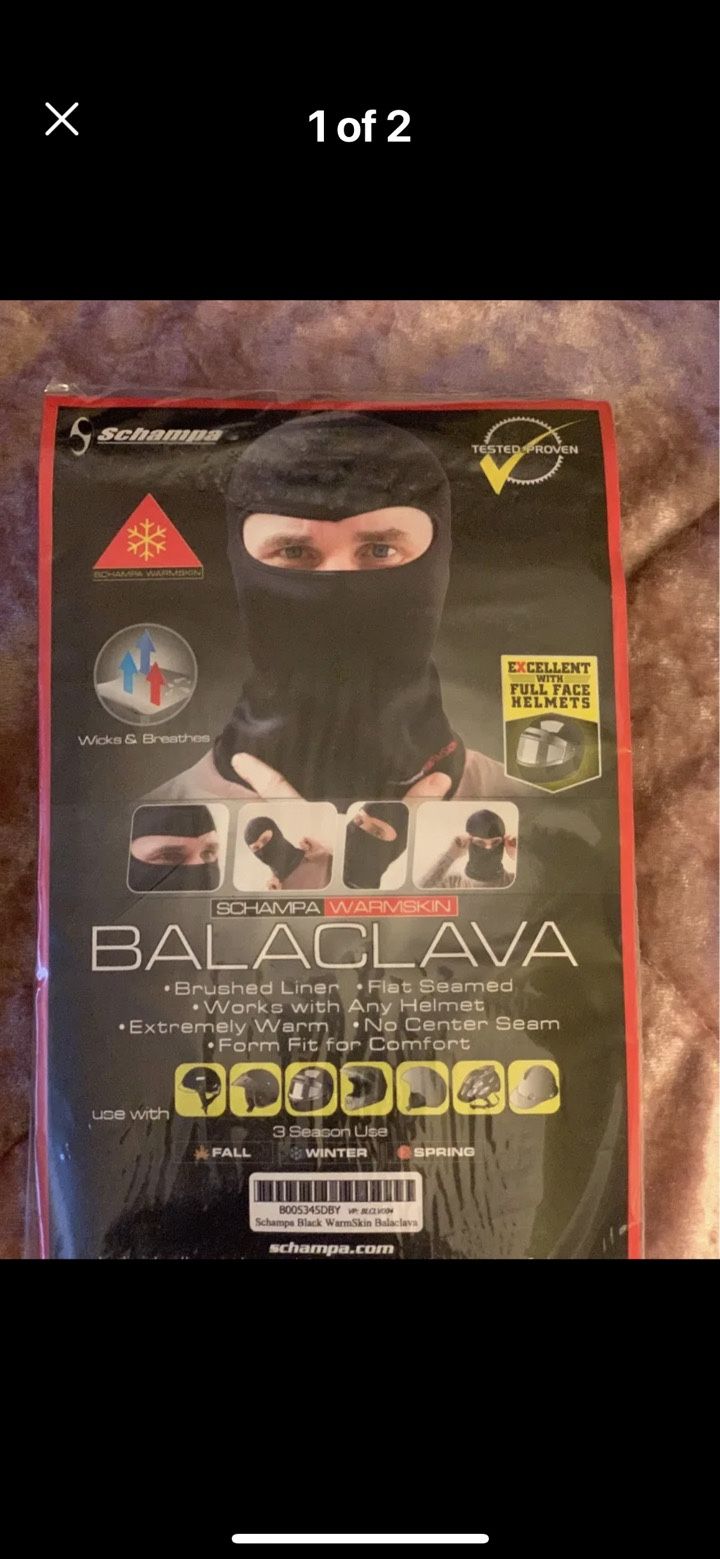 1 of 2
Schampa
TESTED PROVEN
SCHAMPA WARMSKIN
Wicks & Breathes
EXCELLENT
WITH
FULL FACE
HELMETS
SCHAMPA WARMSKIN
BALACLAVA
•Brushed Liner •Flat Seamed
•Works with Any Helmet
•Extremely Warm •No Center Seam
•Form Fit for Comfort
use with
3 Season Use
FALL WINTER SPRING
B005345DBY VP: BLCLV004
Schampa Black WarmSkin Balaclava
schampa.com